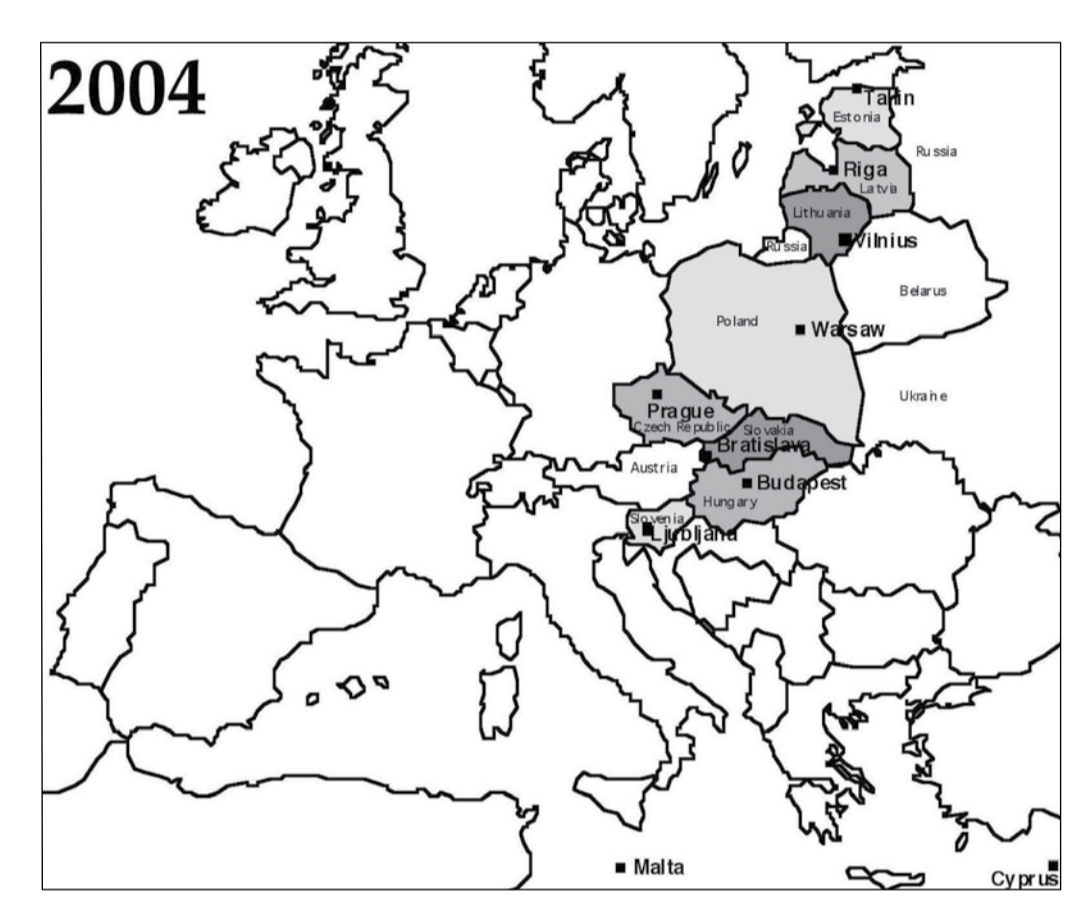 2004
Tallin
Estonia
Russia
Riga
Latvia
Lithuania
Vilnius
Russia
Belarus
Poland
Warsaw
Ukraine
Prague
Czech Republic
Slovakia
Bratislava
Austria
Budapest
Hungary
Slovenia
Ljubljana
Malta
Cyprus